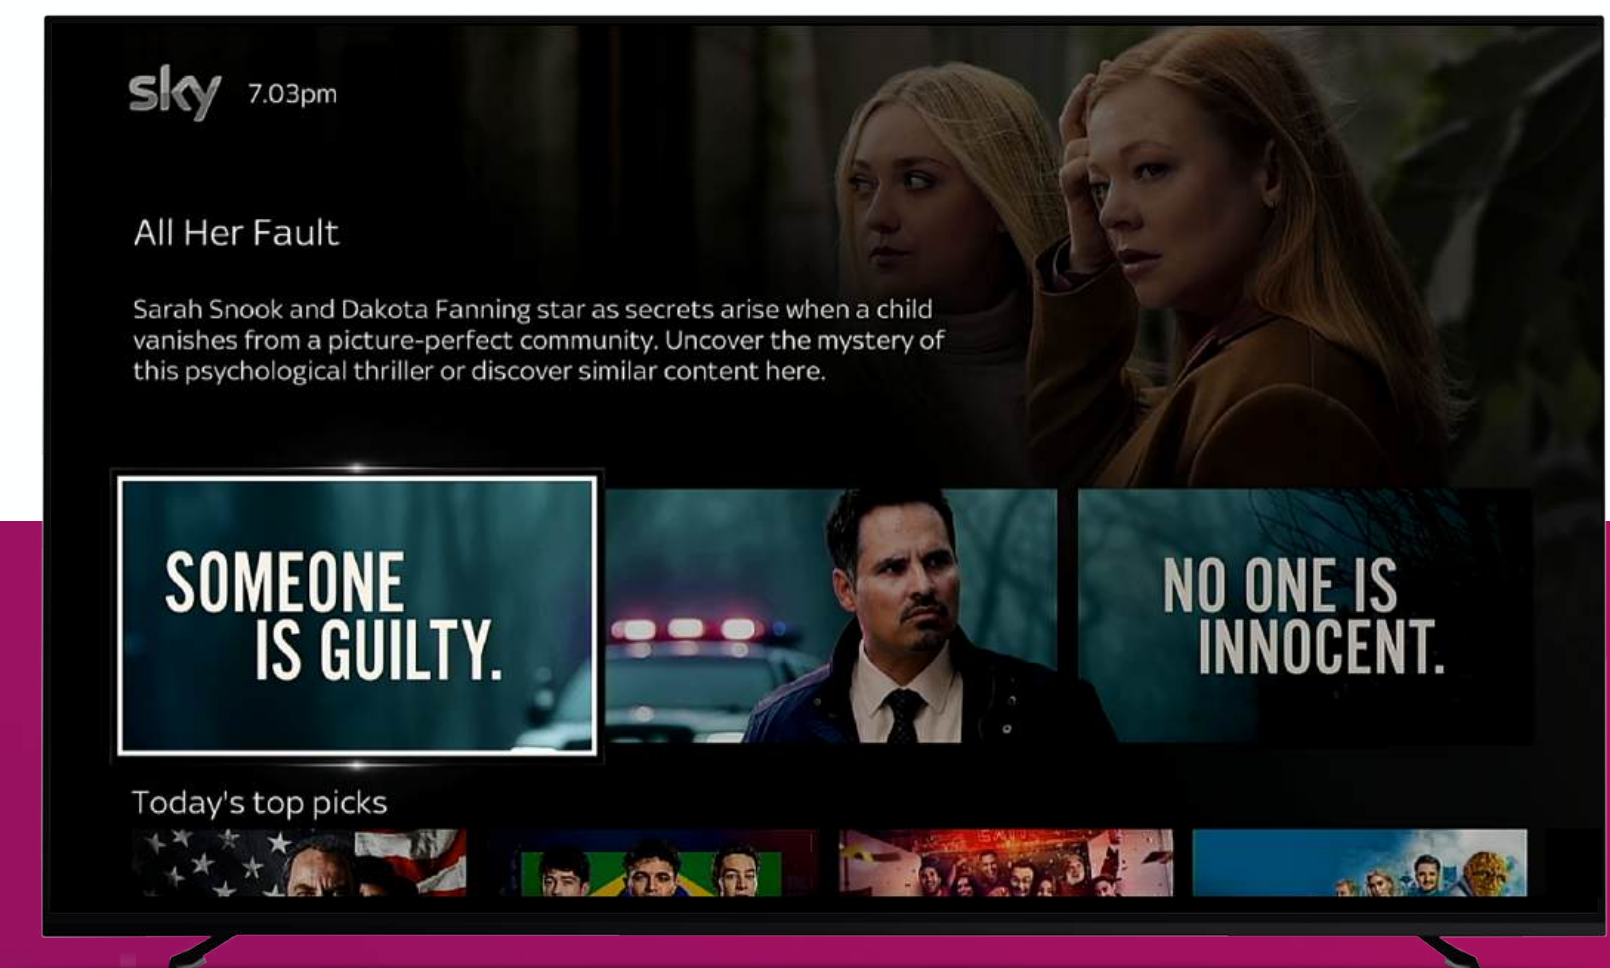 sky 7.03pm
All Her Fault
Sarah Snook and Dakota Fanning star as secrets arise when a child
vanishes from a picture-perfect community. Uncover the mystery of
this psychological thriller or discover similar content here.
SOMEONE
IS GUILTY.
NO ONE IS
INNOCENT.
Today's top picks